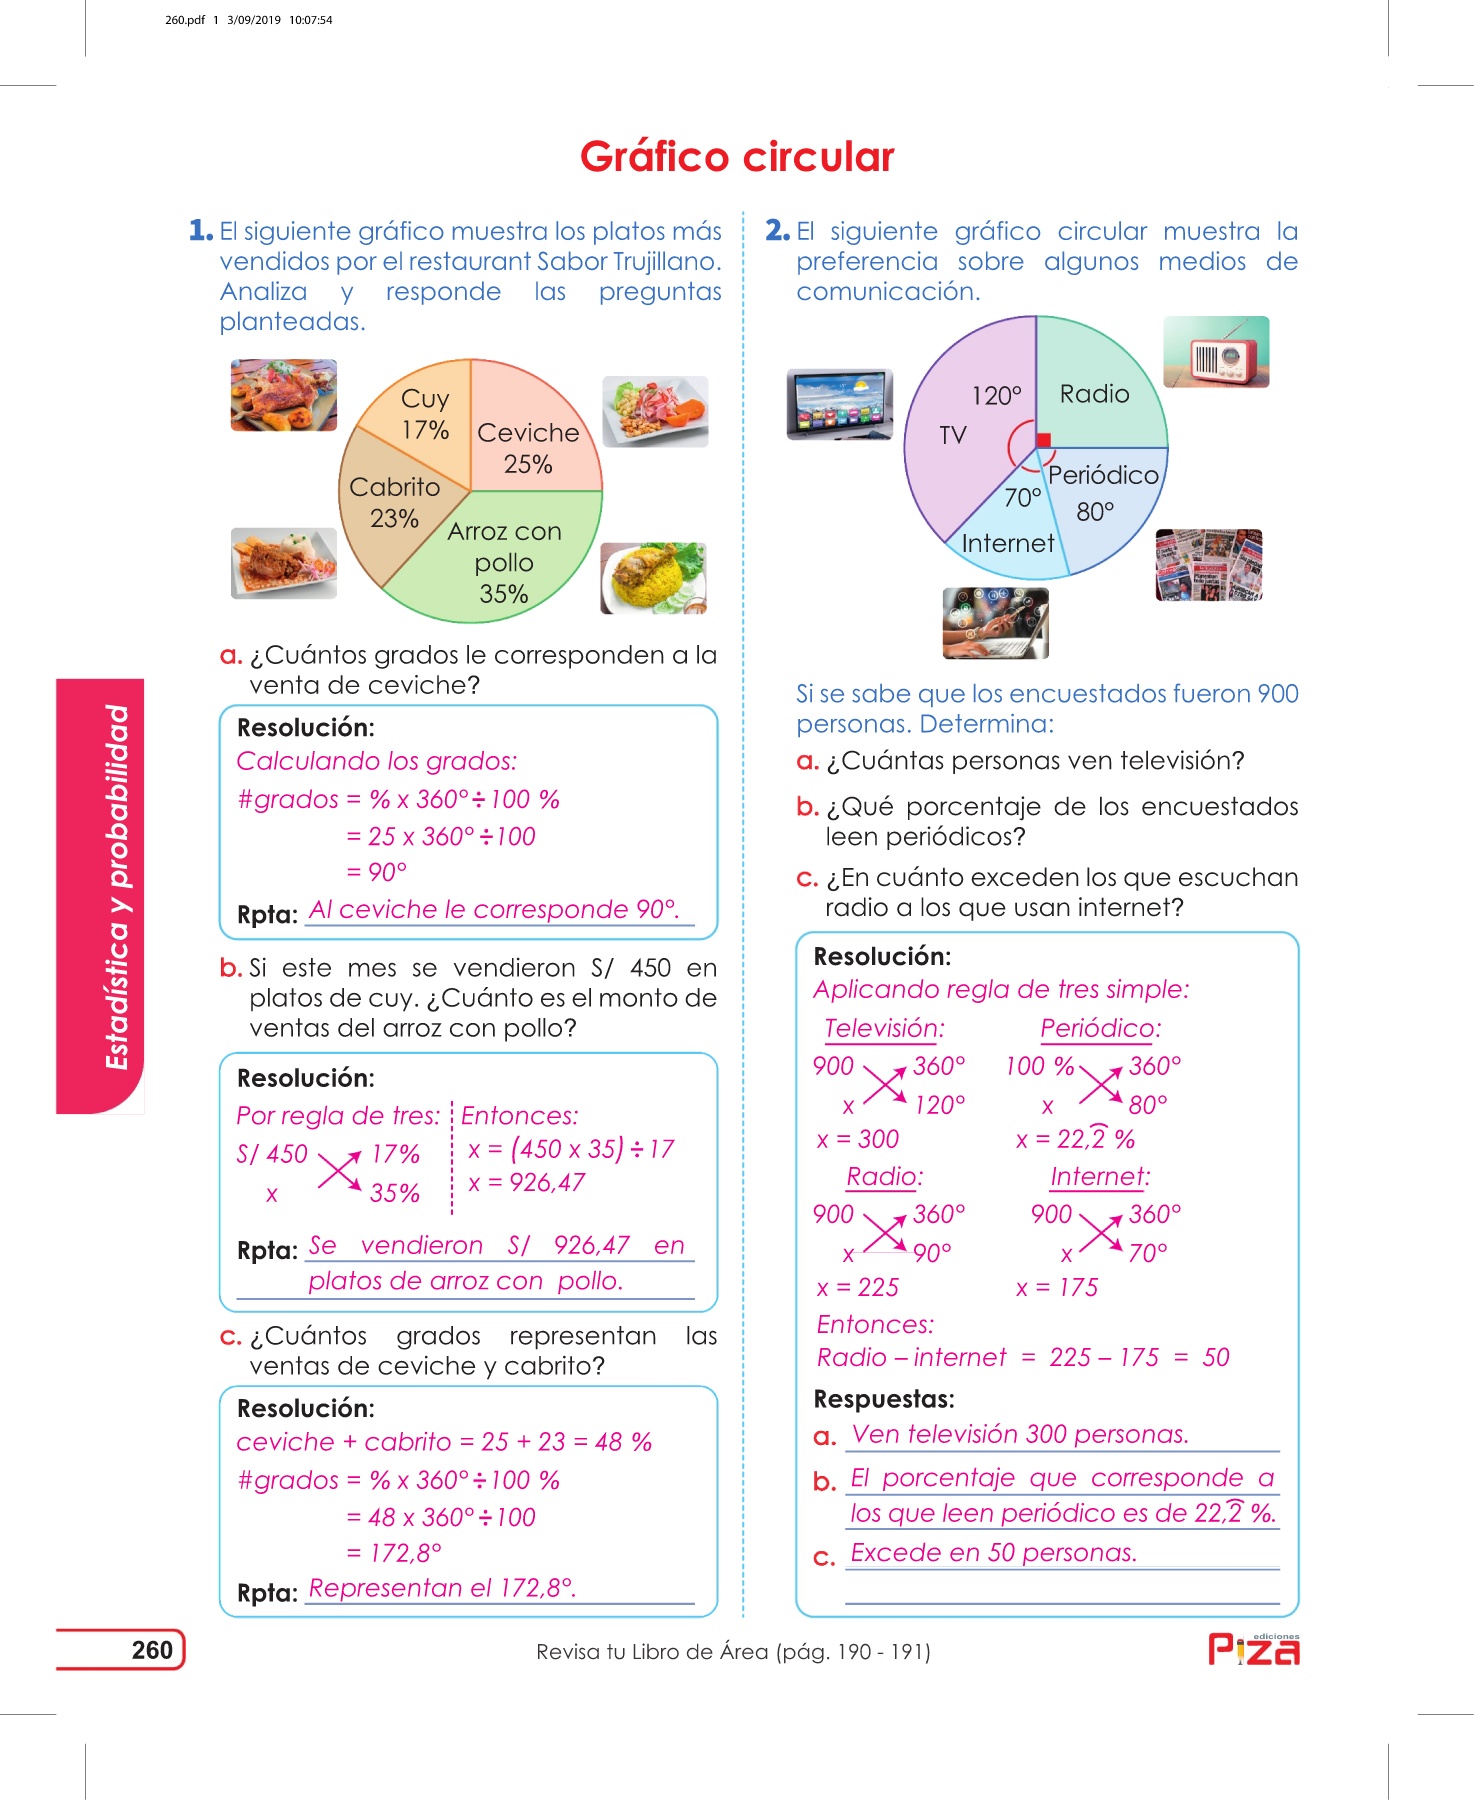 260.pdf 1 3/09/2019 10:07:54
Gráfico circular
1. El siguiente gráfico muestra los platos más
vendidos por el restaurant Sabor Trujillano.
Analiza y responde las preguntas
planteadas.
Cuy
17%
Ceviche
25%
Cabrito
23%
Arroz con
pollo
35%
a. ¿Cuántos grados le corresponden a la
venta de ceviche?
Resolución:
Calculando los grados:
#grados = % x 360° ÷ 100 %
= 25 x 360° ÷ 100
= 90°
Rpta: Al ceviche le corresponde 90°.
b. Si este mes se vendieron S/ 450 en
platos de cuy. ¿Cuánto es el monto de
ventas del arroz con pollo?
Resolución:
Por regla de tres:
S/ 450 17%
x 35%
Entonces:
x = (450 x 35) ÷ 17
x = 926,47
Rpta: Se vendieron S/ 926,47 en
platos de arroz con pollo.
c. ¿Cuántos grados representan las
ventas de ceviche y cabrito?
Resolución:
ceviche + cabrito = 25 + 23 = 48 %
#grados = % x 360° ÷ 100 %
= 48 x 360° ÷ 100
= 172,8°
Rpta: Representan el 172,8°.
2. El siguiente gráfico circular muestra la
preferencia sobre algunos medios de
comunicación.
120°
Radio
TV
Periódico
70°
80°
Internet
Si se sabe que los encuestados fueron 900
personas. Determina:
a. ¿Cuántas personas ven televisión?
b. ¿Qué porcentaje de los encuestados
leen periódicos?
c. ¿En cuánto exceden los que escuchan
radio a los que usan internet?
Resolución:
Aplicando regla de tres simple:
Televisión: Periódico:
900 360° 100 % 360°
x 120° x 80°
x = 300 x = 22,2̑ %
Radio: Internet:
900 360° 900 360°
x 90° x 70°
x = 225 x = 175
Entonces:
Radio – internet = 225 – 175 = 50
Respuestas:
a. Ven televisión 300 personas.
b. El porcentaje que corresponde a
los que leen periódico es de 22,2̑ %.
c. Excede en 50 personas.
Estadística y probabilidad
260
Revisa tu Libro de Área (pág. 190 - 191)
ediciones
Piza